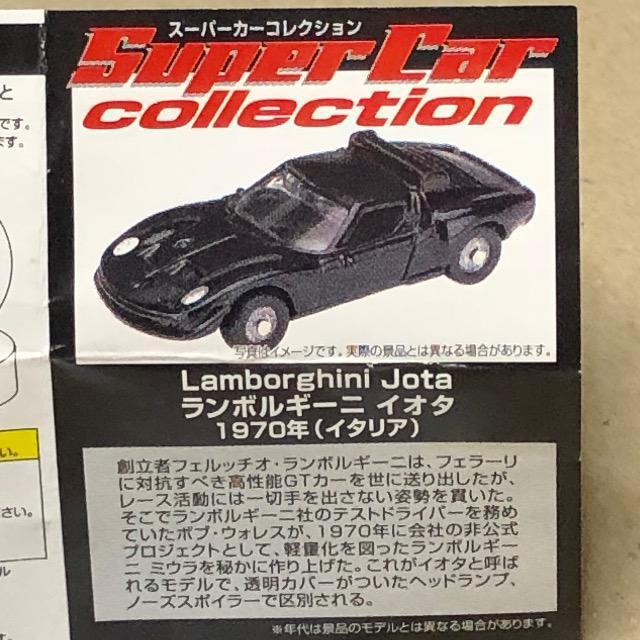 スーパーカーコレクション
Super Car
collection
と
です。
ます。
写真はイメージです。実際の景品とは異なる場合があります。
Lamborghini Jota
ランボルギーニ イオタ
1970年(イタリア)
い。
ださい。
ル
創立者フェルッチオ・ランボルギーニは、フェラーリ
に対抗すべき高性能GTカーを世に送り出したが、
レース活動には一切手を出さない姿勢を貫いた。
そこでランボルギーニ社のテストドライバーを務め
ていたボブ・ウォレスが、1970年に会社の非公式
プロジェクトとして、軽量化を図ったランボルギー
ニ ミウラを秘かに作り上げた。これがイオタと呼ば
れるモデルで、透明カバーがついたヘッドランプ、
ノーズスポイラーで区別される。
※年代は景品のモデルとは異なる場合があります。